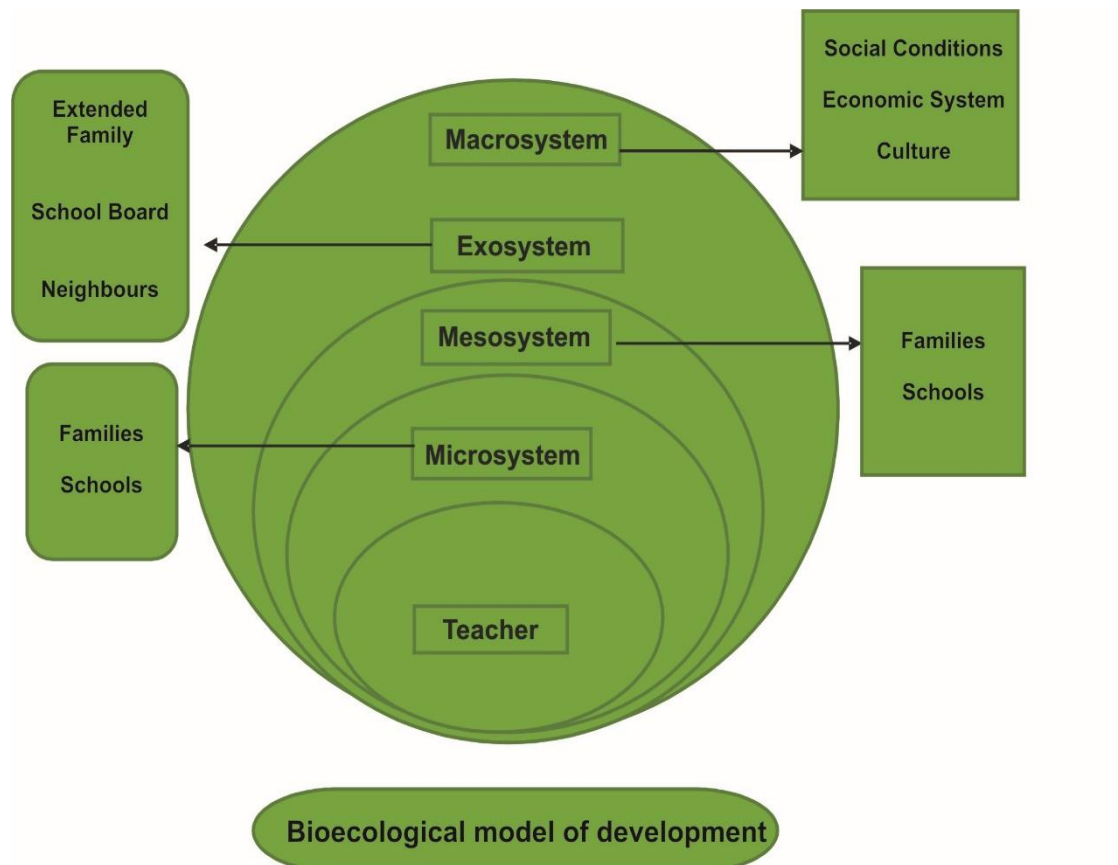 Social Conditions
Economic System
Culture
Extended
Family
School Board
Neighbours
Macrosystem
Exosystem
Mesosystem
Families
Schools
Microsystem
Families
Schools
Teacher
Bioecological model of development